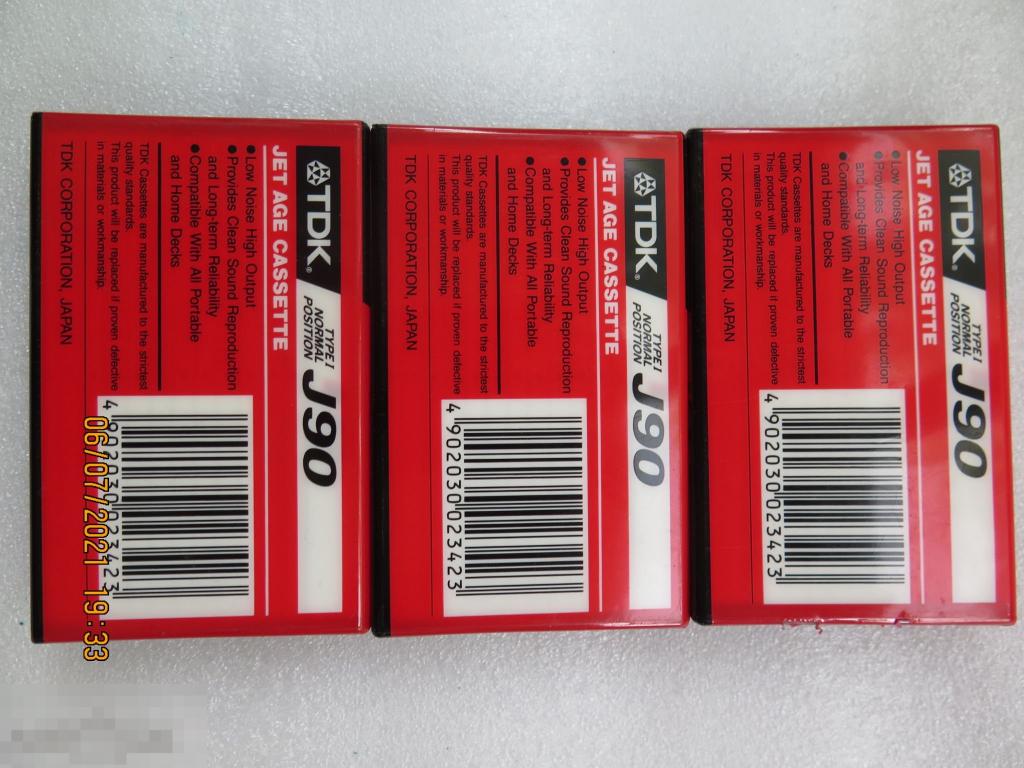 TDK®
TYPE I
NORMAL
POSITION
J90
JET AGE CASSETTE
●Low Noise High Output
●Provides Clean Sound Reproduction
and Long-term Reliability
●Compatible With All Portable
and Home Decks
TDK Cassettes are manufactured to the strictest
quality standards.
This product will be replaced if proven defective
in materials or workmanship.
TDK CORPORATION, JAPAN
4 902030 023423
TDK®
TYPE I
NORMAL
POSITION
J90
JET AGE CASSETTE
●Low Noise High Output
●Provides Clean Sound Reproduction
and Long-term Reliability
●Compatible With All Portable
and Home Decks
TDK Cassettes are manufactured to the strictest
quality standards.
This product will be replaced if proven defective
in materials or workmanship.
TDK CORPORATION, JAPAN
4 902030 023423
TDK®
TYPE I
NORMAL
POSITION
J90
JET AGE CASSETTE
●Low Noise High Output
●Provides Clean Sound Reproduction
and Long-term Reliability
●Compatible With All Portable
and Home Decks
TDK Cassettes are manufactured to the strictest
quality standards.
This product will be replaced if proven defective
in materials or workmanship.
TDK CORPORATION, JAPAN
4 902030 023423
06/07/2021 19:33